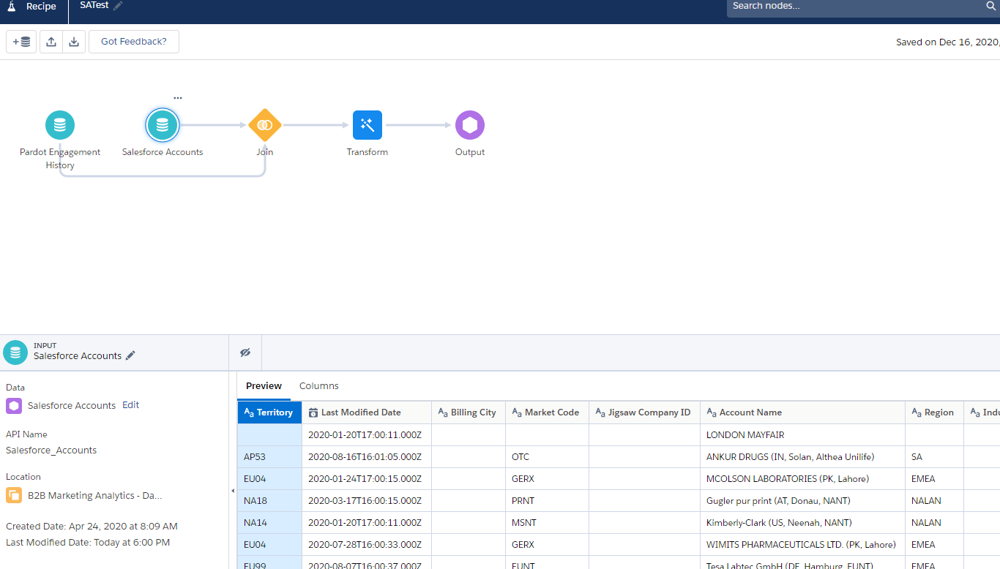 Recipe
SATest
Search nodes...
Got Feedback?
Saved on Dec 16, 2020,
Pardot Engagement
History
Salesforce Accounts
Join
Transform
Output
INPUT
Salesforce Accounts
Data
Salesforce Accounts Edit
API Name
Salesforce_Accounts
Location
B2B Marketing Analytics - Da...
Created Date: Apr 24, 2020 at 8:09 AM
Last Modified Date: Today at 6:00 PM
Preview Columns
Territory Last Modified Date Billing City Market Code Jigsaw Company ID Account Name Region Indu
2020-01-20T17:00:11.000Z LONDON MAYFAIR
AP53 2020-08-16T16:01:05.000Z OTC ANKUR DRUGS (IN, Solan, Althea Unilife) SA
EU04 2020-01-24T17:00:15.000Z GERX MCOLSON LABORATORIES (PK, Lahore) EMEA
NA18 2020-03-17T16:00:15.000Z PRNT Gugler pur print (AT, Donau, NANT) NALAN
NA14 2020-01-20T17:00:11.000Z MSNT Kimberly-Clark (US, Neenah, NANT) NALAN
EU04 2020-07-28T16:00:33.000Z GERX WIMITS PHARMACEUTICALS LTD. (PK, Lahore) EMEA
EU99 2020-08-07T16:00:37.000Z EUNT Tesa Labtec GmbH (DE, Hamburg, EUNT) EMEA